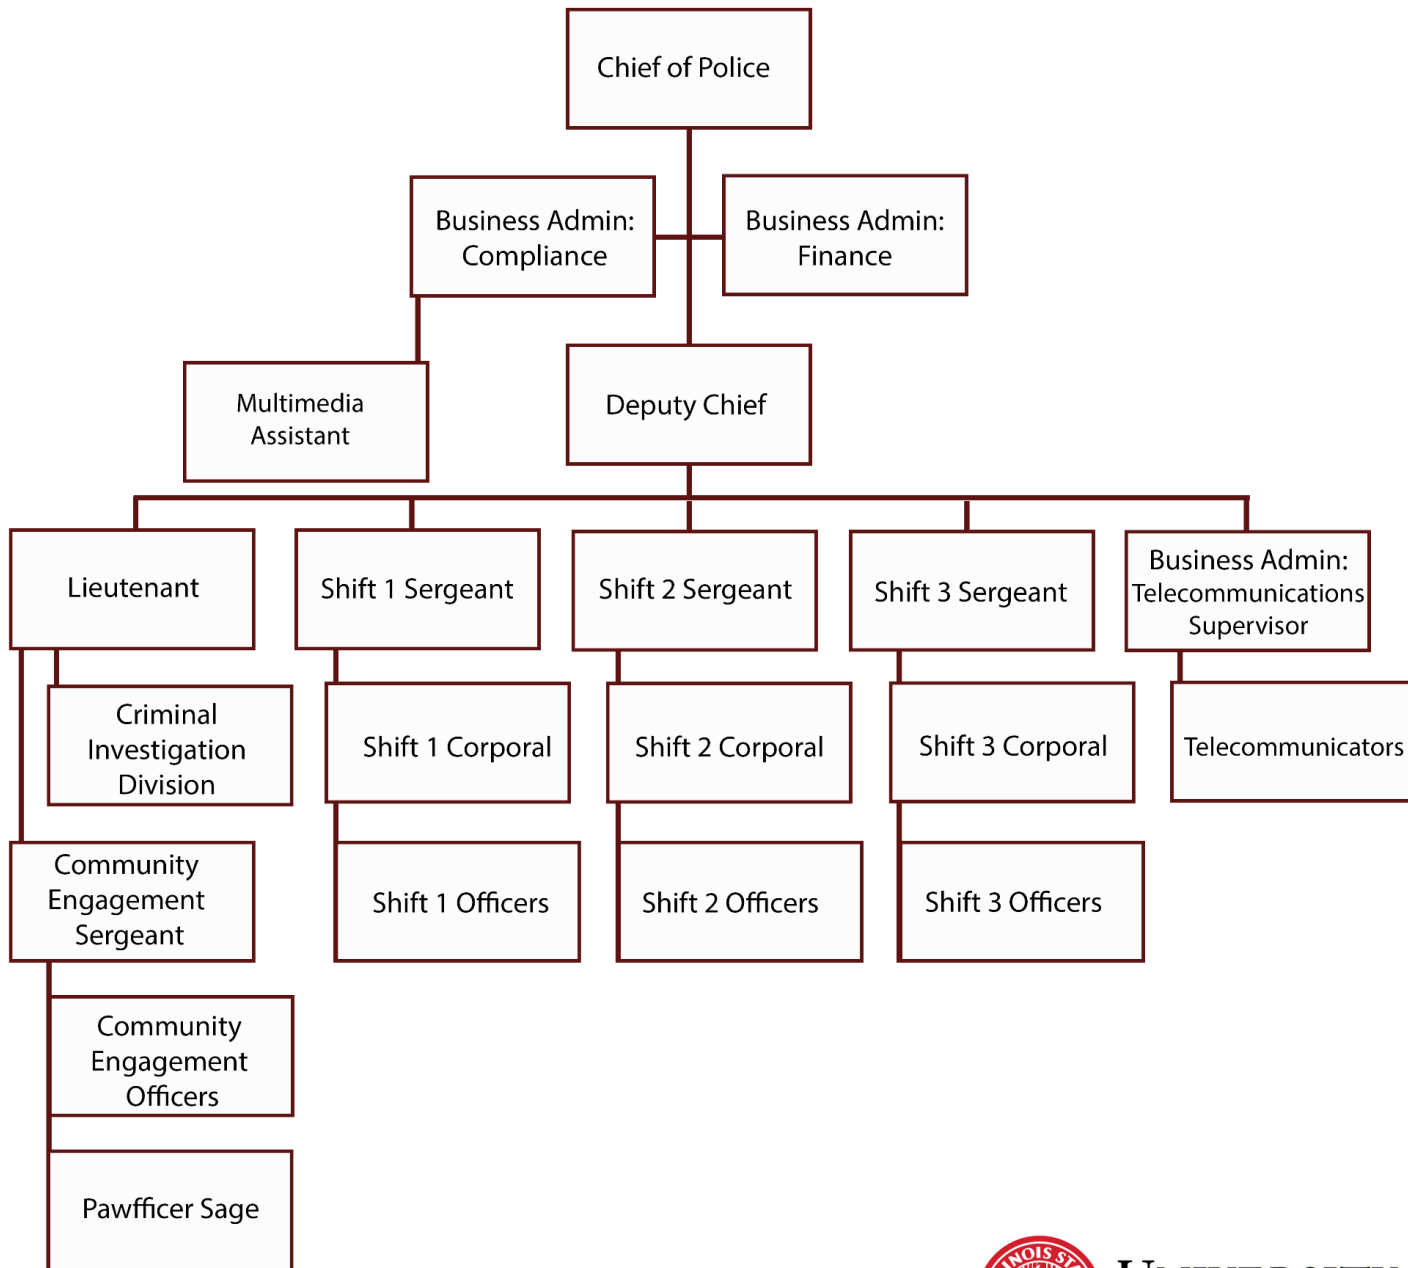 Chief of Police
Business Admin:
Compliance
Business Admin:
Finance
Multimedia
Assistant
Deputy Chief
Lieutenant
Shift 1 Sergeant
Shift 2 Sergeant
Shift 3 Sergeant
Business Admin:
Telecommunications
Supervisor
Criminal
Investigation
Division
Shift 1 Corporal
Shift 2 Corporal
Shift 3 Corporal
Telecommunicators
Community
Engagement
Sergeant
Shift 1 Officers
Shift 2 Officers
Shift 3 Officers
Community
Engagement
Officers
Pawfficer Sage